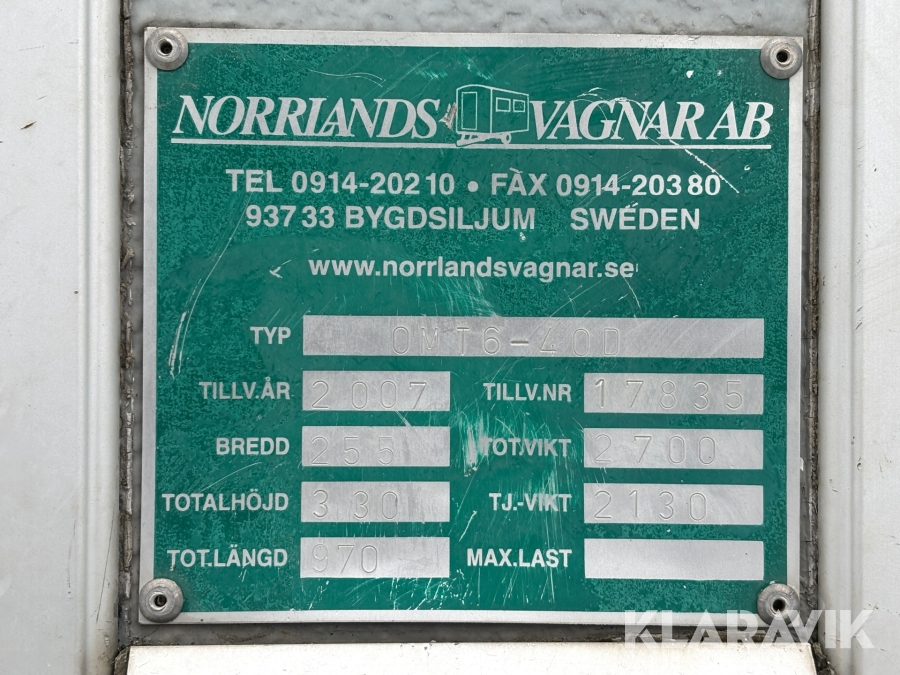 NORRLANDS VAGNAR AB
TEL 0914-202 10 • FAX 0914-203 80
937 33 BYGDSILJUM SWEDEN
www.norrlandsvagnar.se
TYP OMT6-40D
TILLV.ÅR 2007 TILLV.NR 17835
BREDD 255 TOT.VIKT 2700
TOTALHÖJD 330 TJ.-VIKT 2130
TOT.LÄNGD 970 MAX.LAST
KLARAVIK